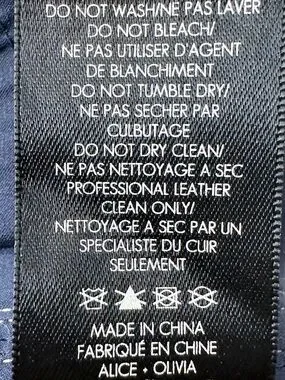 DO NOT WASH/NE PAS LAVER
DO NOT BLEACH/
NE PAS UTILISER D'AGENT
DE BLANCHIMENT
DO NOT TUMBLE DRY/
NE PAS SECHER PAR
CULBUTAGE
DO NOT DRY CLEAN/
NE PAS NETTOYAGE A SEC
PROFESSIONAL LEATHER
CLEAN ONLY/
NETTOYAGE A SEC PAR UN
SPECIALISTE DU CUIR
SEULEMENT
MADE IN CHINA
FABRIQUÉ EN CHINE
ALICE + OLIVIA